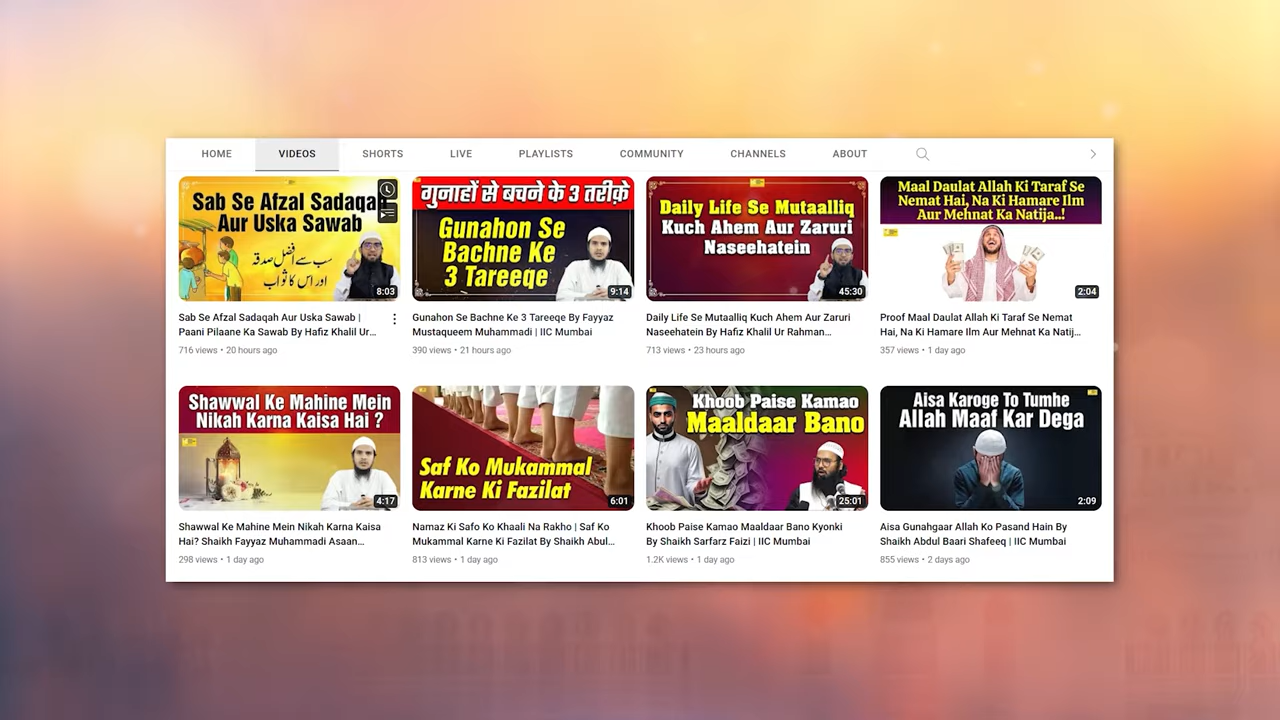 HOME VIDEOS SHORTS LIVE PLAYLISTS COMMUNITY CHANNELS ABOUT
Sab Se Afzal Sadaqah
Aur Uska Sawab
سب سے افضل صدقہ
اور اس کا ثواب
8:03
Sab Se Afzal Sadaqah Aur Uska Sawab |
Paani Pilaane Ka Sawab By Hafiz Khalil Ur...
716 views • 20 hours ago
गुनाहों से बचने के 3 तरीक़े
Gunahon Se
Bachne Ke
3 Tareeqe
9:14
Gunahon Se Bachne Ke 3 Tareeqe By Fayyaz
Mustaqueem Muhammadi | IIC Mumbai
390 views • 21 hours ago
Daily Life Se Mutaalliq
Kuch Ahem Aur Zaruri
Naseehatein
45:30
Daily Life Se Mutaalliq Kuch Ahem Aur Zaruri
Naseehatein By Hafiz Khalil Ur Rahman...
713 views • 23 hours ago
Maal Daulat Allah Ki Taraf Se
Nemat Hai, Na Ki Hamare Ilm
Aur Mehnat Ka Natija..!
2:04
Proof Maal Daulat Allah Ki Taraf Se Nemat
Hai, Na Ki Hamare Ilm Aur Mehnat Ka Natij...
357 views • 1 day ago
Shawwal Ke Mahine Mein
Nikah Karna Kaisa Hai ?
4:17
Shawwal Ke Mahine Mein Nikah Karna Kaisa
Hai? Shaikh Fayyaz Muhammadi Asaan...
298 views • 1 day ago
Saf Ko Mukammal
Karne Ki Fazilat
6:01
Namaz Ki Safo Ko Khaali Na Rakho | Saf Ko
Mukammal Karne Ki Fazilat By Shaikh Abul...
813 views • 1 day ago
Khoob Paise Kamao
Maaldaar Bano
25:01
Khoob Paise Kamao Maaldaar Bano Kyonki
By Shaikh Sarfarz Faizi | IIC Mumbai
1.2K views • 1 day ago
Aisa Karoge To Tumhe
Allah Maaf Kar Dega
2:09
Aisa Gunahgaar Allah Ko Pasand Hain By
Shaikh Abdul Baari Shafeeq | IIC Mumbai
855 views • 2 days ago